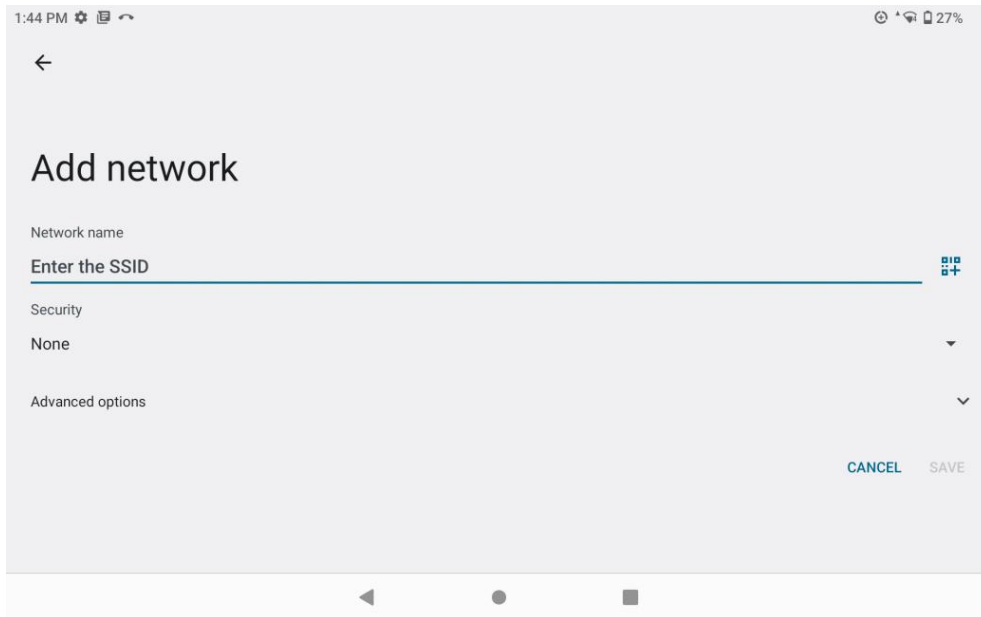 1:44 PM 27%
Add network
Network name
Enter the SSID
Security
None
Advanced options
CANCEL SAVE